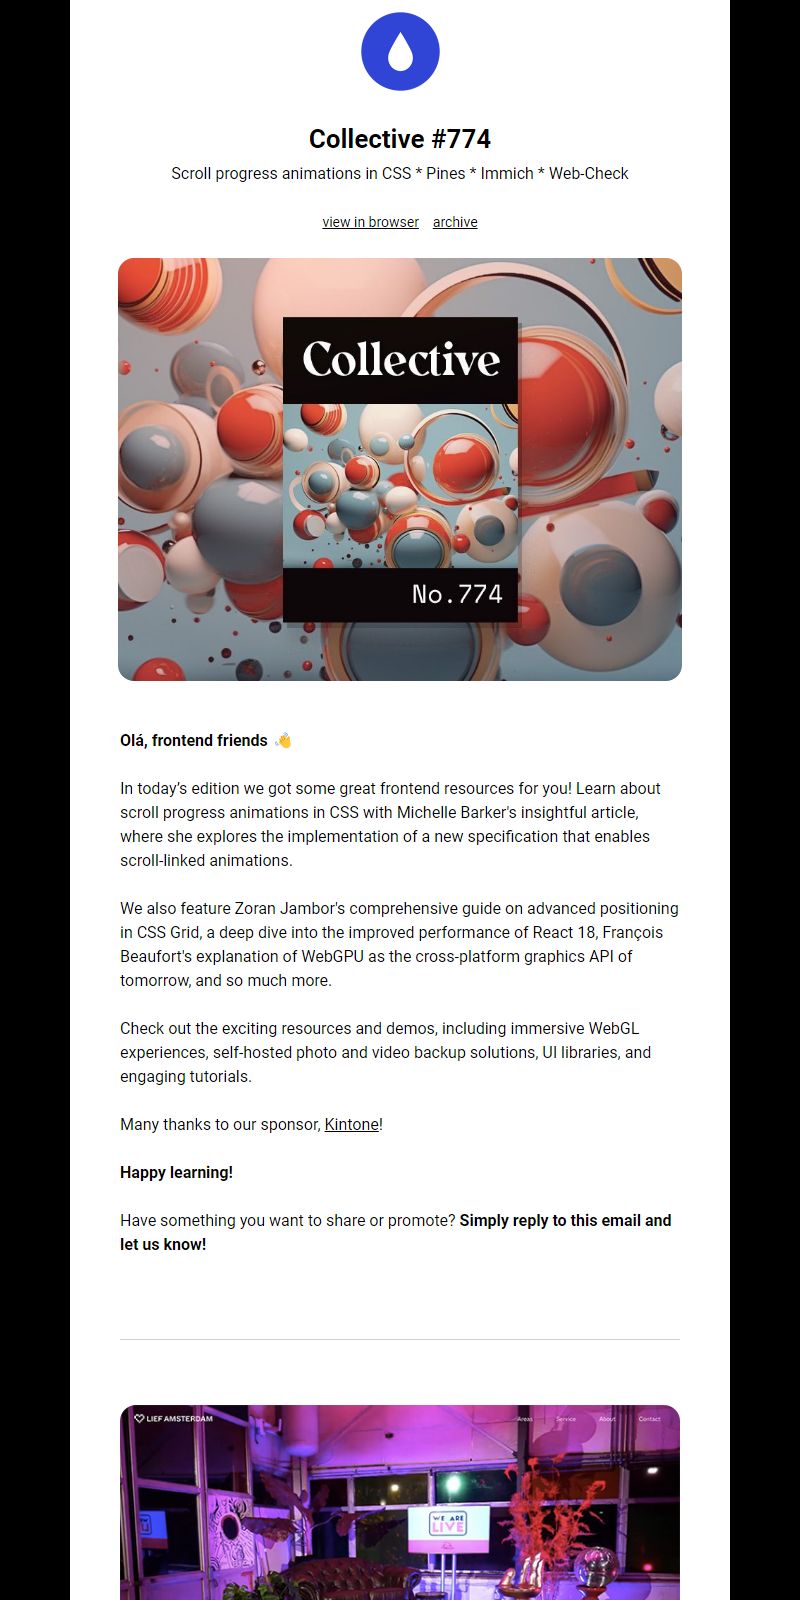 Collective #774
Scroll progress animations in CSS * Pines * Immich * Web-Check
view in browser archive
Collective
No.774
Olá, frontend friends 👋
In today’s edition we got some great frontend resources for you! Learn about
scroll progress animations in CSS with Michelle Barker's insightful article,
where she explores the implementation of a new specification that enables
scroll-linked animations.
We also feature Zoran Jambor's comprehensive guide on advanced positioning
in CSS Grid, a deep dive into the improved performance of React 18, François
Beaufort's explanation of WebGPU as the cross-platform graphics API of
tomorrow, and so much more.
Check out the exciting resources and demos, including immersive WebGL
experiences, self-hosted photo and video backup solutions, UI libraries, and
engaging tutorials.
Many thanks to our sponsor, Kintone!
Happy learning!
Have something you want to share or promote? Simply reply to this email and
let us know!
LIEF AMSTERDAM Areas Service About Contact
WE ARE
LIVE